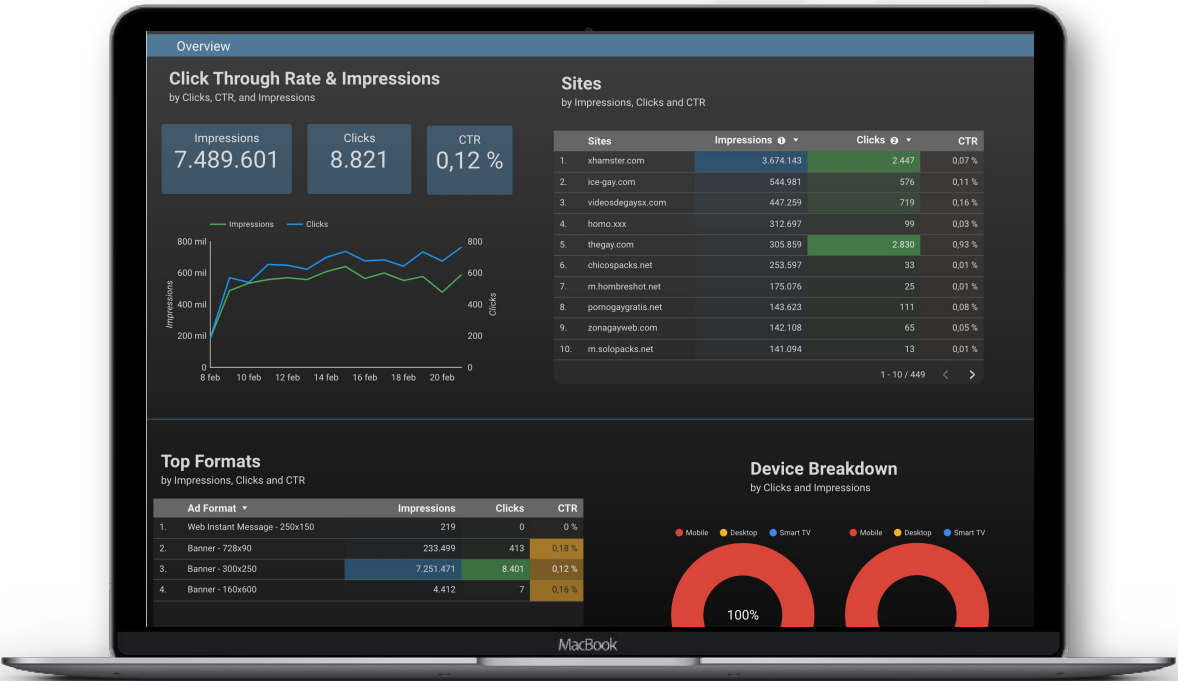 Overview
Click Through Rate & Impressions
by Clicks, CTR, and Impressions
Impressions
7.489.601
Clicks
8.821
CTR
0,12 %
Impressions Clicks
800 mil 800
600 mil 600
400 mil 400
200 mil 200
0 0
Impressions
Clicks
8 feb 10 feb 12 feb 14 feb 16 feb 18 feb 20 feb
Sites
by Impressions, Clicks and CTR
Sites Impressions 1 Clicks 2 CTR
1. xhamster.com 3.674.143 2.447 0,07 %
2. ice-gay.com 544.981 576 0,11 %
3. videosdegaysx.com 447.259 719 0,16 %
4. homo.xxx 312.697 99 0,03 %
5. thegay.com 305.859 2.830 0,93 %
6. chicospacks.net 253.597 33 0,01 %
7. m.hombreshot.net 175.076 25 0,01 %
8. pornogaygratis.net 143.623 111 0,08 %
9. zonagayweb.com 142.108 65 0,05 %
10. m.solopacks.net 141.094 13 0,01 %
1 - 10 / 449
Top Formats
by Impressions, Clicks and CTR
Ad Format Impressions Clicks CTR
1. Web Instant Message - 250x150 219 0 0 %
2. Banner - 728x90 233.499 413 0,18 %
3. Banner - 300x250 7.251.471 8.401 0,12 %
4. Banner - 160x600 4.412 7 0,16 %
Device Breakdown
by Clicks and Impressions
Mobile Desktop Smart TV
Mobile Desktop Smart TV
100%
MacBook